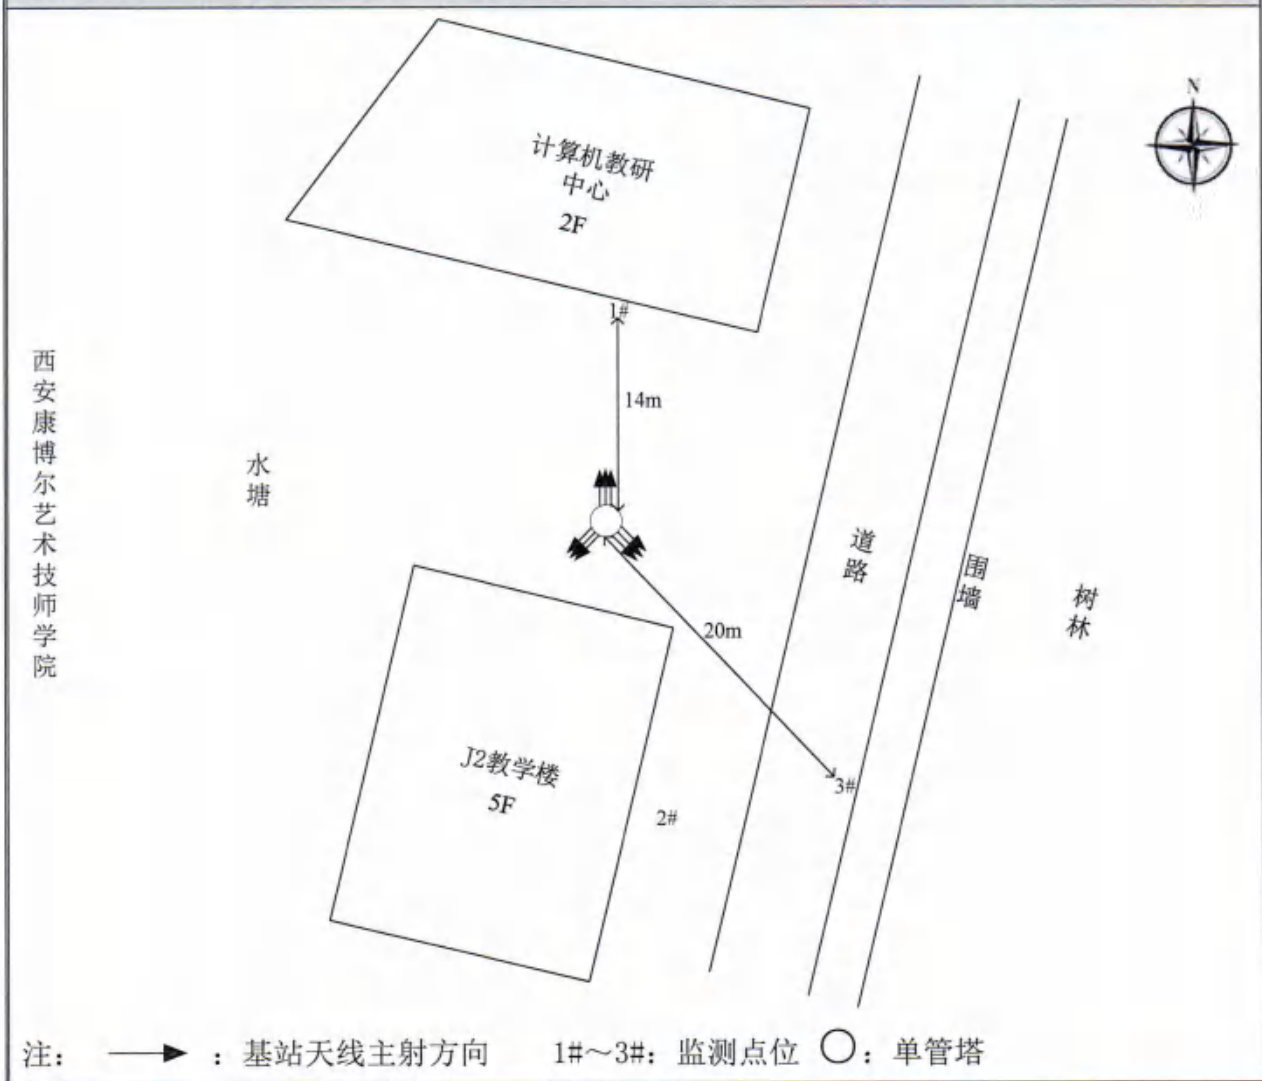 N
计算机教研
中心
2F
1#
14m
西安康博尔艺术技师学院
水塘
道路
围墙
树林
20m
J2教学楼
5F
2#
3#
注： ：基站天线主射方向 1#～3#：监测点位 ：单管塔